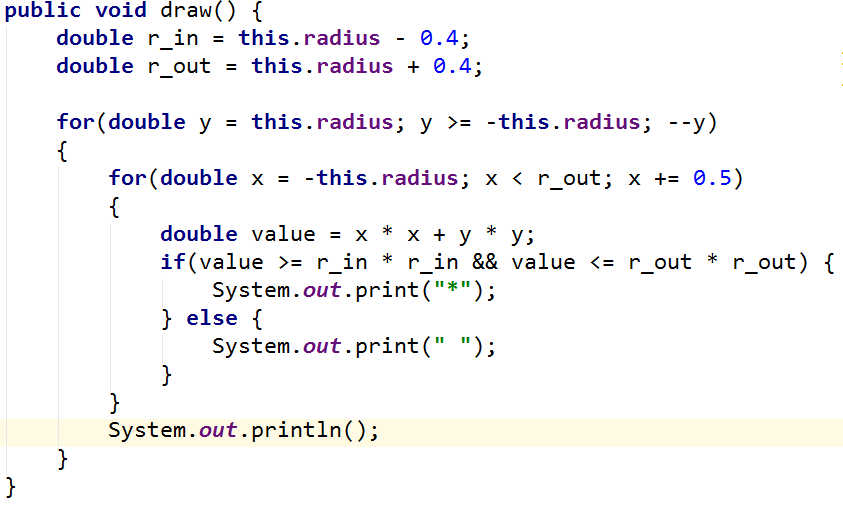 public void draw() {
    double r_in = this.radius - 0.4;
    double r_out = this.radius + 0.4;

    for(double y = this.radius; y >= -this.radius; --y)
    {
        for(double x = -this.radius; x < r_out; x += 0.5)
        {
            double value = x * x + y * y;
            if(value >= r_in * r_in && value <= r_out * r_out) {
                System.out.print("*");
            } else {
                System.out.print(" ");
            }
        }
        System.out.println();
    }
}